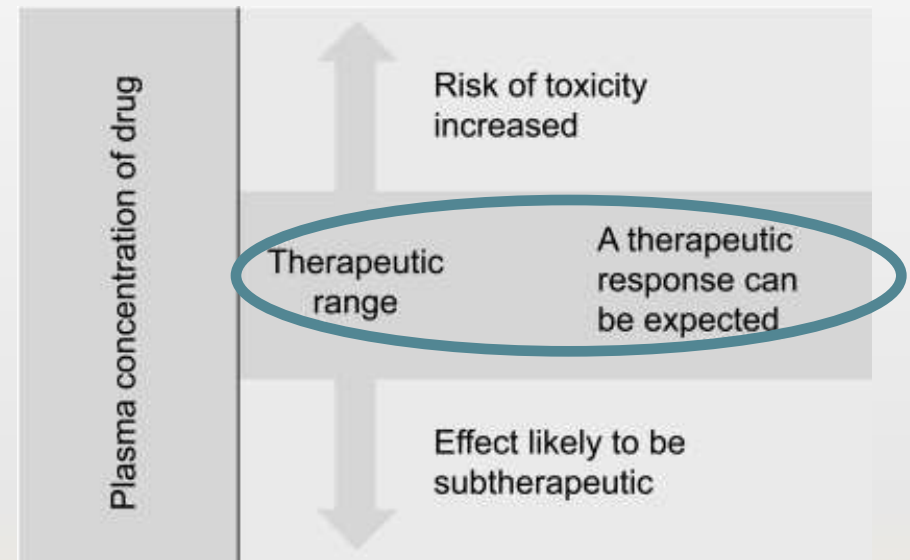 Plasma concentration of drug
Risk of toxicity
increased
Therapeutic
range
A therapeutic
response can
be expected
Effect likely to be
subtherapeutic